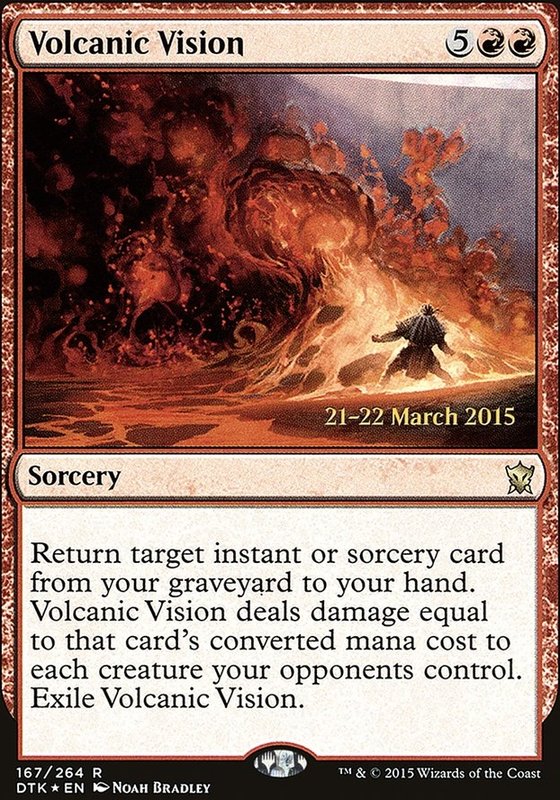 Volcanic Vision 5
21–22 March 2015
Sorcery
Return target instant or sorcery card
from your graveyard to your hand.
Volcanic Vision deals damage equal
to that card's converted mana cost to
each creature your opponents control.
Exile Volcanic Vision.
167/264 R
DTK★EN Noah Bradley
™ & © 2015 Wizards of the Coast